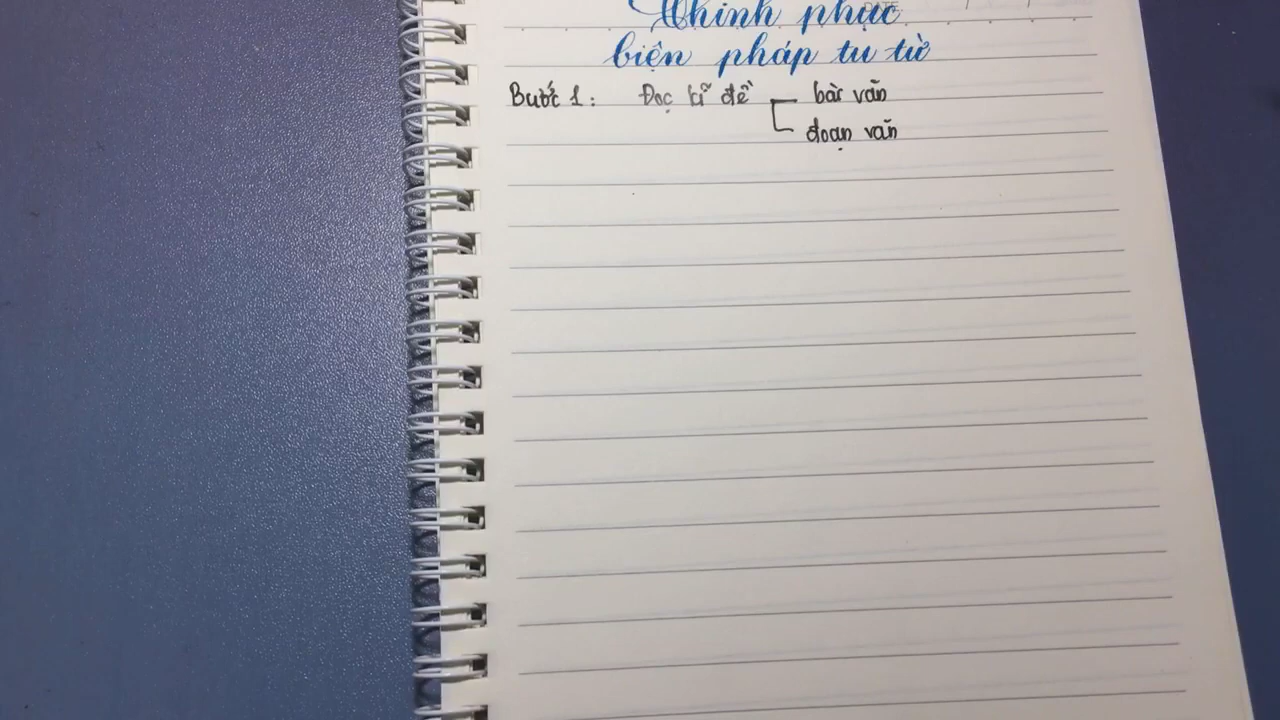 Chinh phục
biện pháp tu từ
Bước 1: Đọc kĩ đề bài văn
đoạn văn